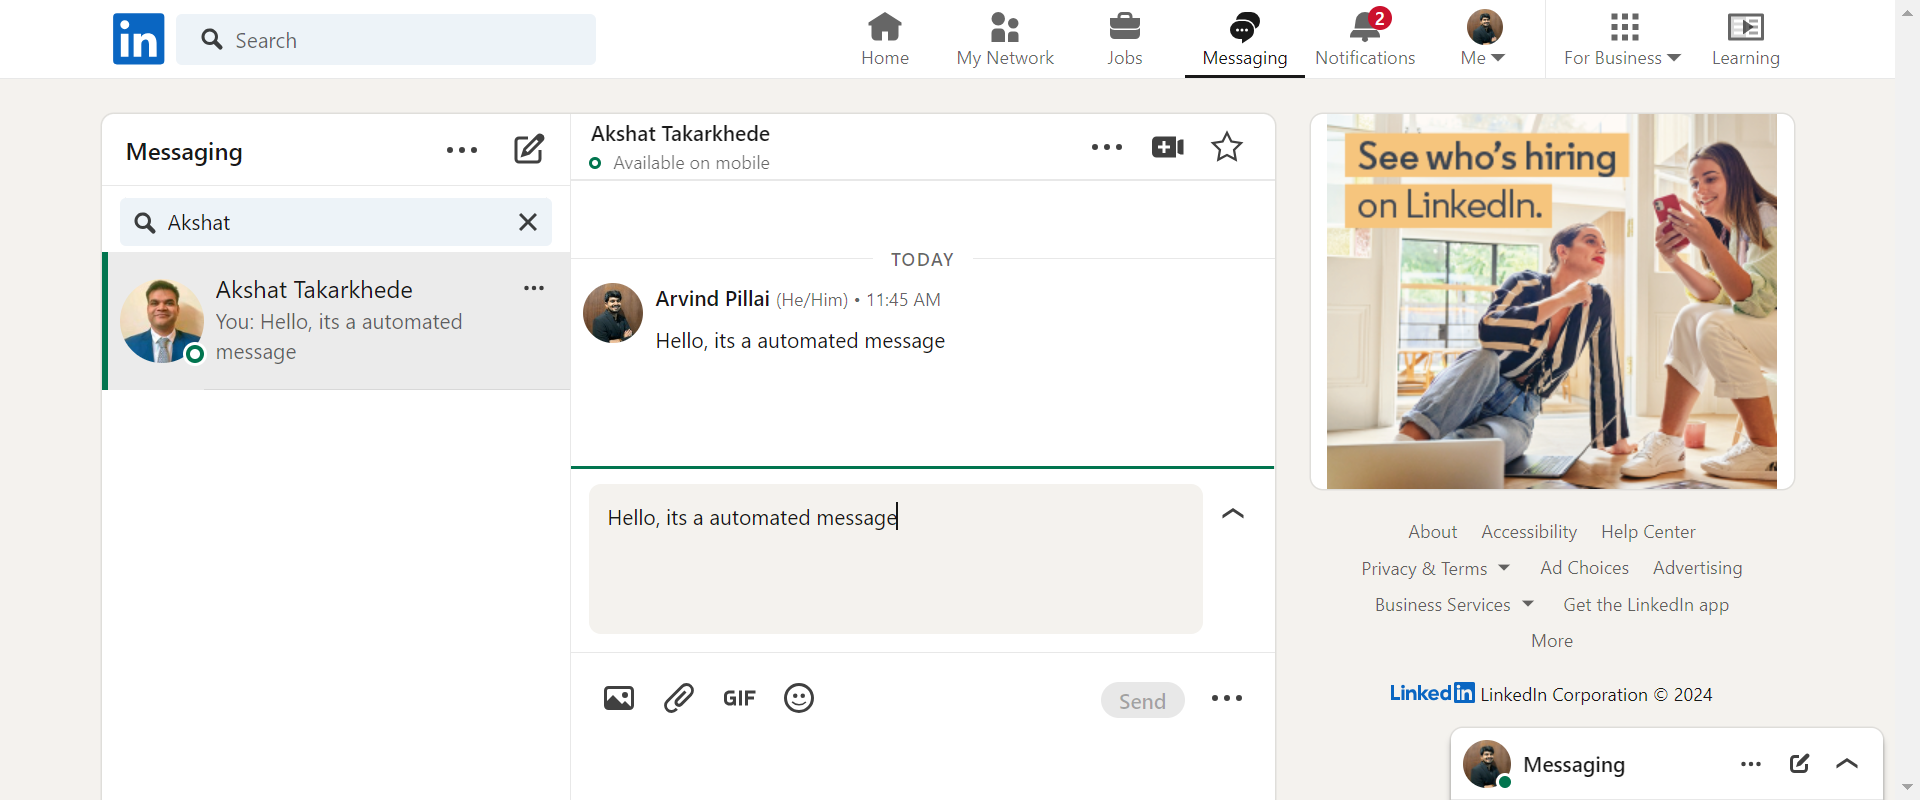 in
Search
Home
My Network
Jobs
Messaging
2
Notifications
Me
For Business
Learning
Messaging
Akshat
Akshat Takarkhede
You: Hello, its a automated
message
Akshat Takarkhede
Available on mobile
TODAY
Arvind Pillai (He/Him) • 11:45 AM
Hello, its a automated message
Hello, its a automated message
GIF
Send
See who's hiring
on LinkedIn.
About Accessibility Help Center
Privacy & Terms Ad Choices Advertising
Business Services Get the LinkedIn app
More
LinkedIn LinkedIn Corporation © 2024
Messaging